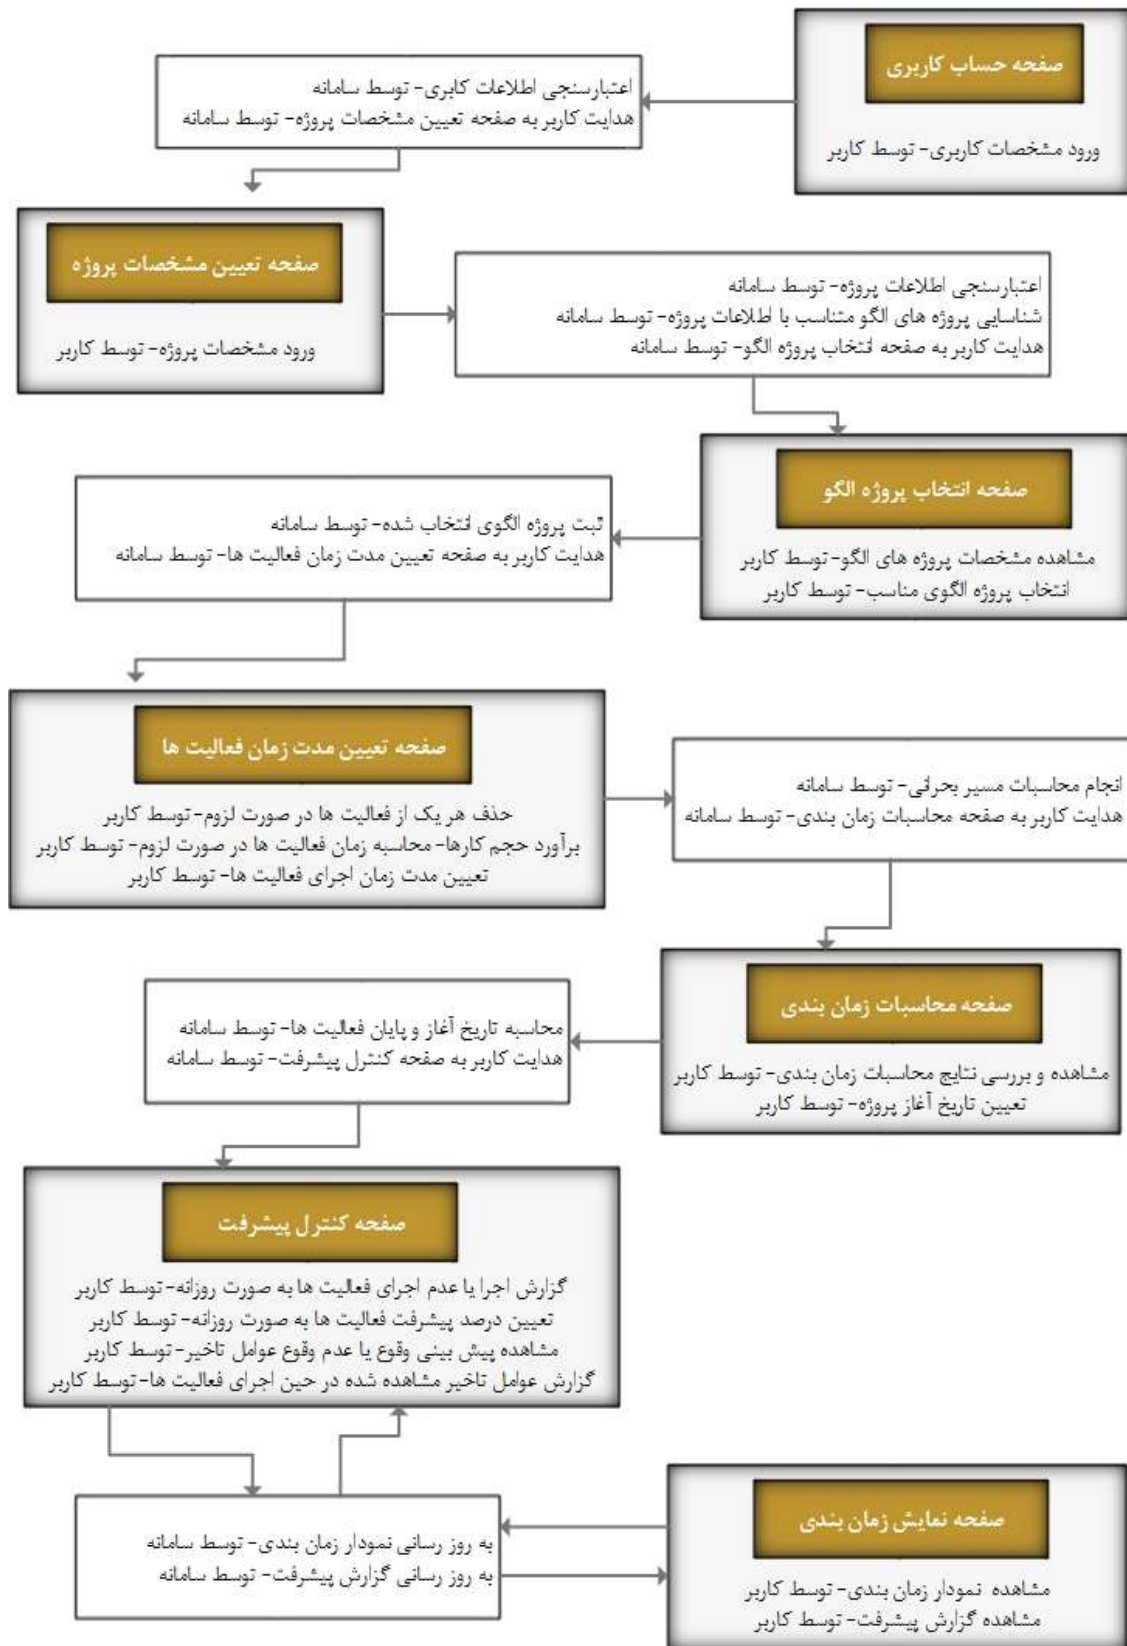 صفحه حساب کاربری
ورود مشخصات کاربری- توسط کاربر
اعتبارسنجی اطلاعات کابری- توسط سامانه
هدایت کاربر به صفحه تعیین مشخصات پروژه- توسط سامانه
صفحه تعیین مشخصات پروژه
ورود مشخصات پروژه- توسط کاربر
اعتبارسنجی اطلاعات پروژه- توسط سامانه
شناسایی پروژه های الگو متناسب با اطلاعات پروژه- توسط سامانه
هدایت کاربر به صفحه انتخاب پروژه الگو- توسط سامانه
صفحه انتخاب پروژه الگو
مشاهده مشخصات پروژه های الگو- توسط کاربر
انتخاب پروژه الگوی مناسب- توسط کاربر
ثبت پروژه الگوی انتخاب شده- توسط سامانه
هدایت کاربر به صفحه تعیین مدت زمان فعالیت ها- توسط سامانه
صفحه تعیین مدت زمان فعالیت ها
حذف هر یک از فعالیت ها در صورت لزوم- توسط کاربر
برآورد حجم کارها- محاسبه زمان فعالیت ها در صورت لزوم- توسط کاربر
تعیین مدت زمان اجرای فعالیت ها- توسط کاربر
انجام محاسبات مسیر بحرانی- توسط سامانه
هدایت کاربر به صفحه محاسبات زمان بندی- توسط سامانه
صفحه محاسبات زمان بندی
مشاهده و بررسی نتایج محاسبات زمان بندی- توسط کاربر
تعیین تاریخ آغاز پروژه- توسط کاربر
محاسبه تاریخ آغاز و پایان فعالیت ها- توسط سامانه
هدایت کاربر به صفحه کنترل پیشرفت- توسط سامانه
صفحه کنترل پیشرفت
گزارش اجرا یا عدم اجرای فعالیت ها به صورت روزانه- توسط کاربر
تعیین درصد پیشرفت فعالیت ها به صورت روزانه- توسط کاربر
مشاهده پیش بینی وقوع یا عدم وقوع عوامل تاخیر- توسط کاربر
گزارش عوامل تاخیر مشاهده شده در حین اجرای فعالیت ها- توسط کاربر
به روز رسانی نمودار زمان بندی- توسط سامانه
به روز رسانی گزارش پیشرفت- توسط سامانه
صفحه نمایش زمان بندی
مشاهده نمودار زمان بندی- توسط کاربر
مشاهده گزارش پیشرفت- توسط کاربر